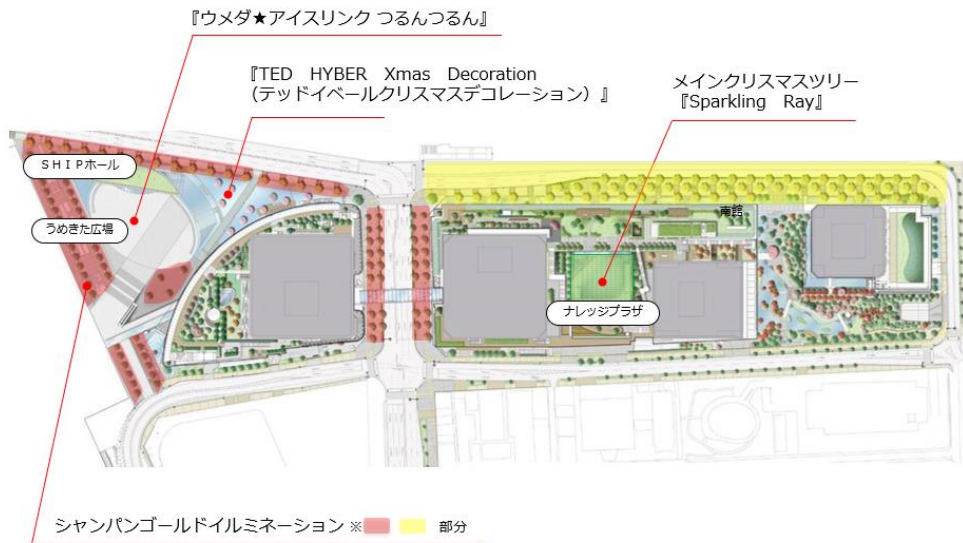 『ウメダ★アイスリンク つるんつるん』
『TED　HYBER　Xmas　Decoration
（テッドイベールクリスマスデコレーション）』
メインクリスマスツリー
『Sparkling　Ray』
ＳＨＩＰホール
うめきた広場
南館
ナレッジプラザ
シャンパンゴールドイルミネーション ※ 部分